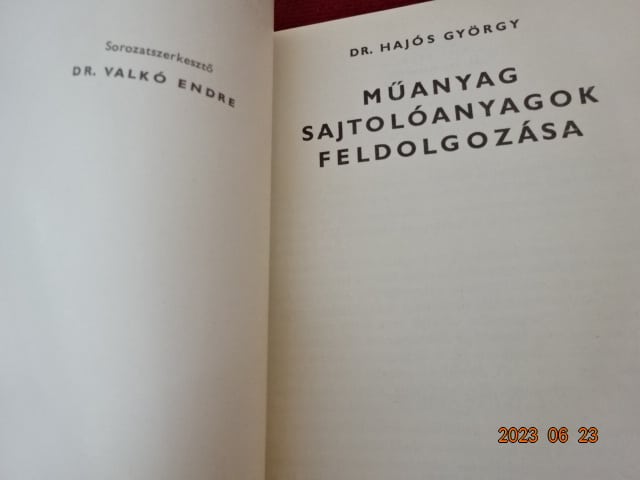 Sorozatszerkesztő
DR. VALKÓ ENDRE
DR. HAJÓS GYÖRGY
MŰANYAG
SAJTOLÓANYAGOK
FELDOLGOZÁSA
2023 06 23